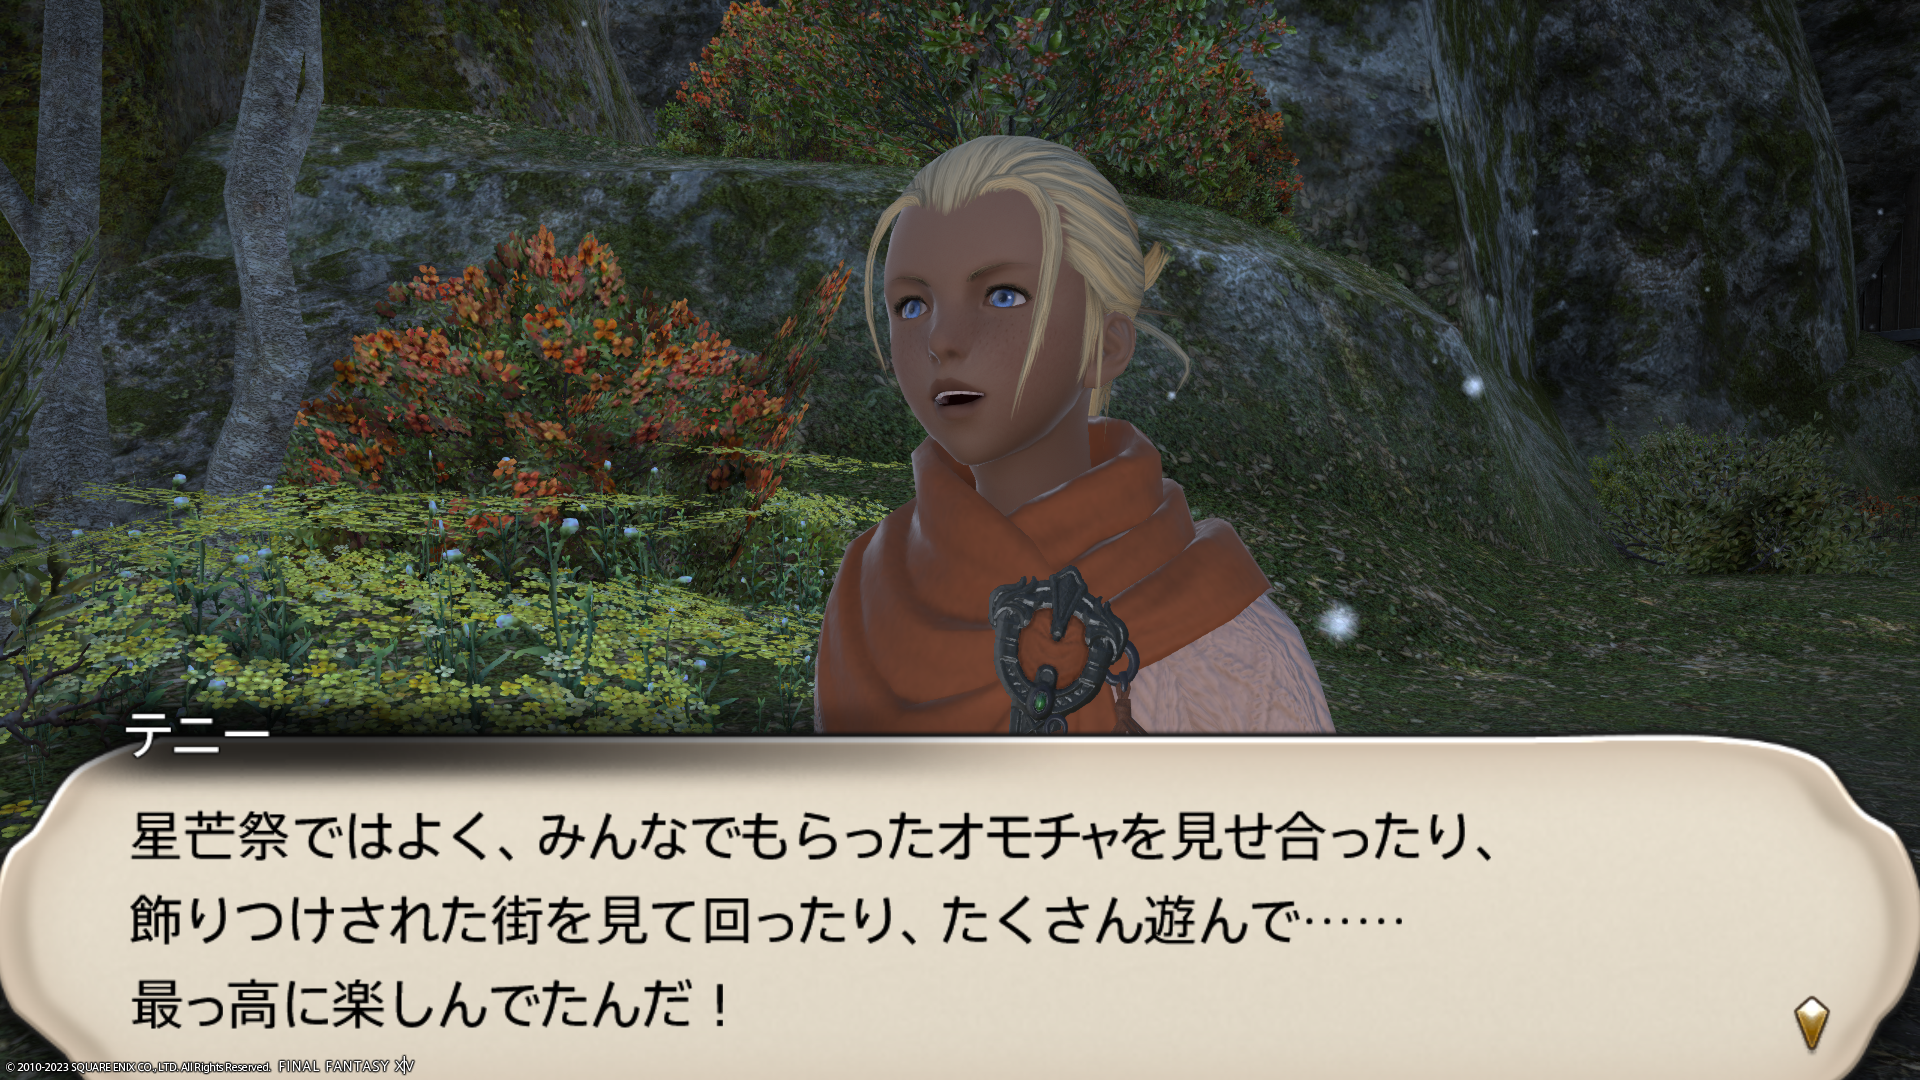 テニー
星芒祭ではよく、みんなでもらったオモチャを見せ合ったり、
飾りつけされた街を見て回ったり、たくさん遊んで……
最っ高に楽しんでたんだ！
© 2010-2023 SQUARE ENIX CO., LTD. All Rights Reserved. FINAL FANTASY XIV